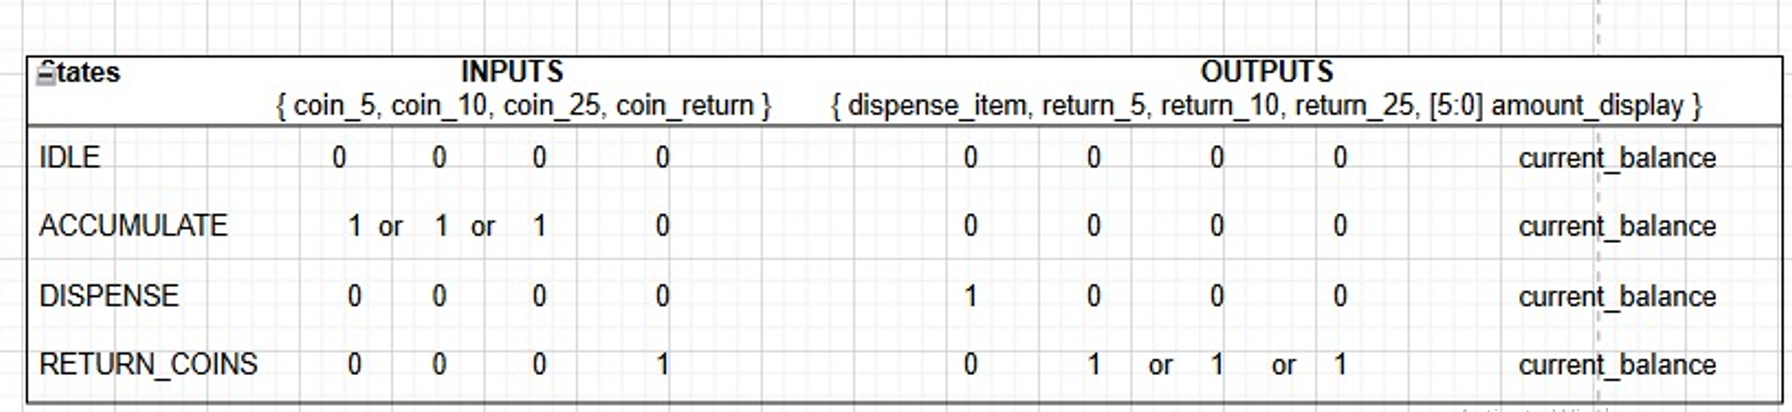 States INPUTS OUTPUTS
{ coin_5, coin_10, coin_25, coin_return } { dispense_item, return_5, return_10, return_25, [5:0] amount_display }
IDLE 0 0 0 0 0 0 0 0 current_balance
ACCUMULATE 1 or 1 or 1 0 0 0 0 0 current_balance
DISPENSE 0 0 0 0 1 0 0 0 current_balance
RETURN_COINS 0 0 0 1 0 1 or 1 or 1 current_balance